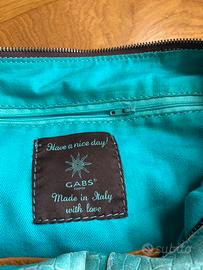 Have a nice day!
GABS
Made in Italy
with love
subito